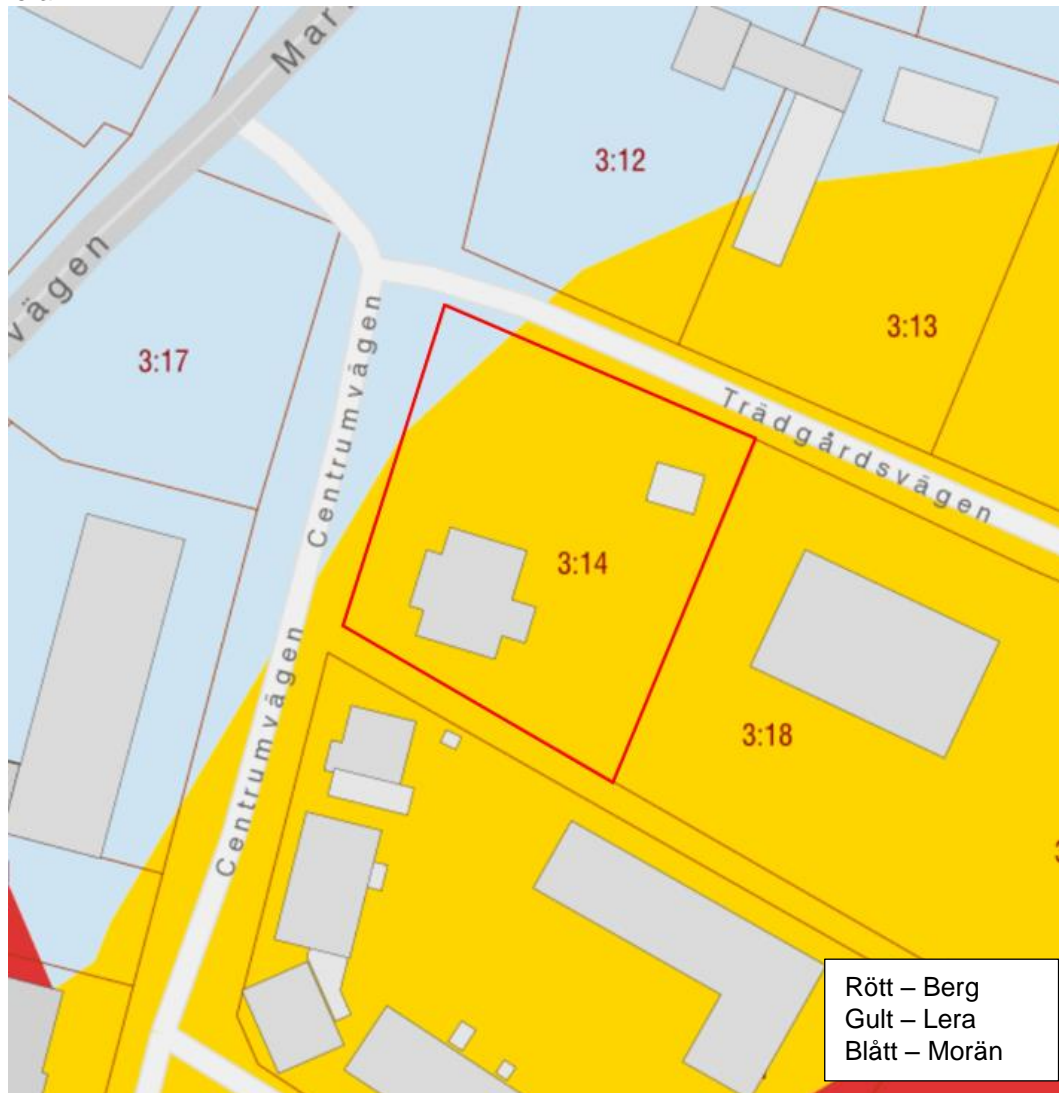 Mar
vägen
3:12
3:13
3:17
Centrumvägen
Trädgårdsvägen
3:14
Centrumvägen
3:18
Rött – Berg
Gult – Lera
Blått – Morän